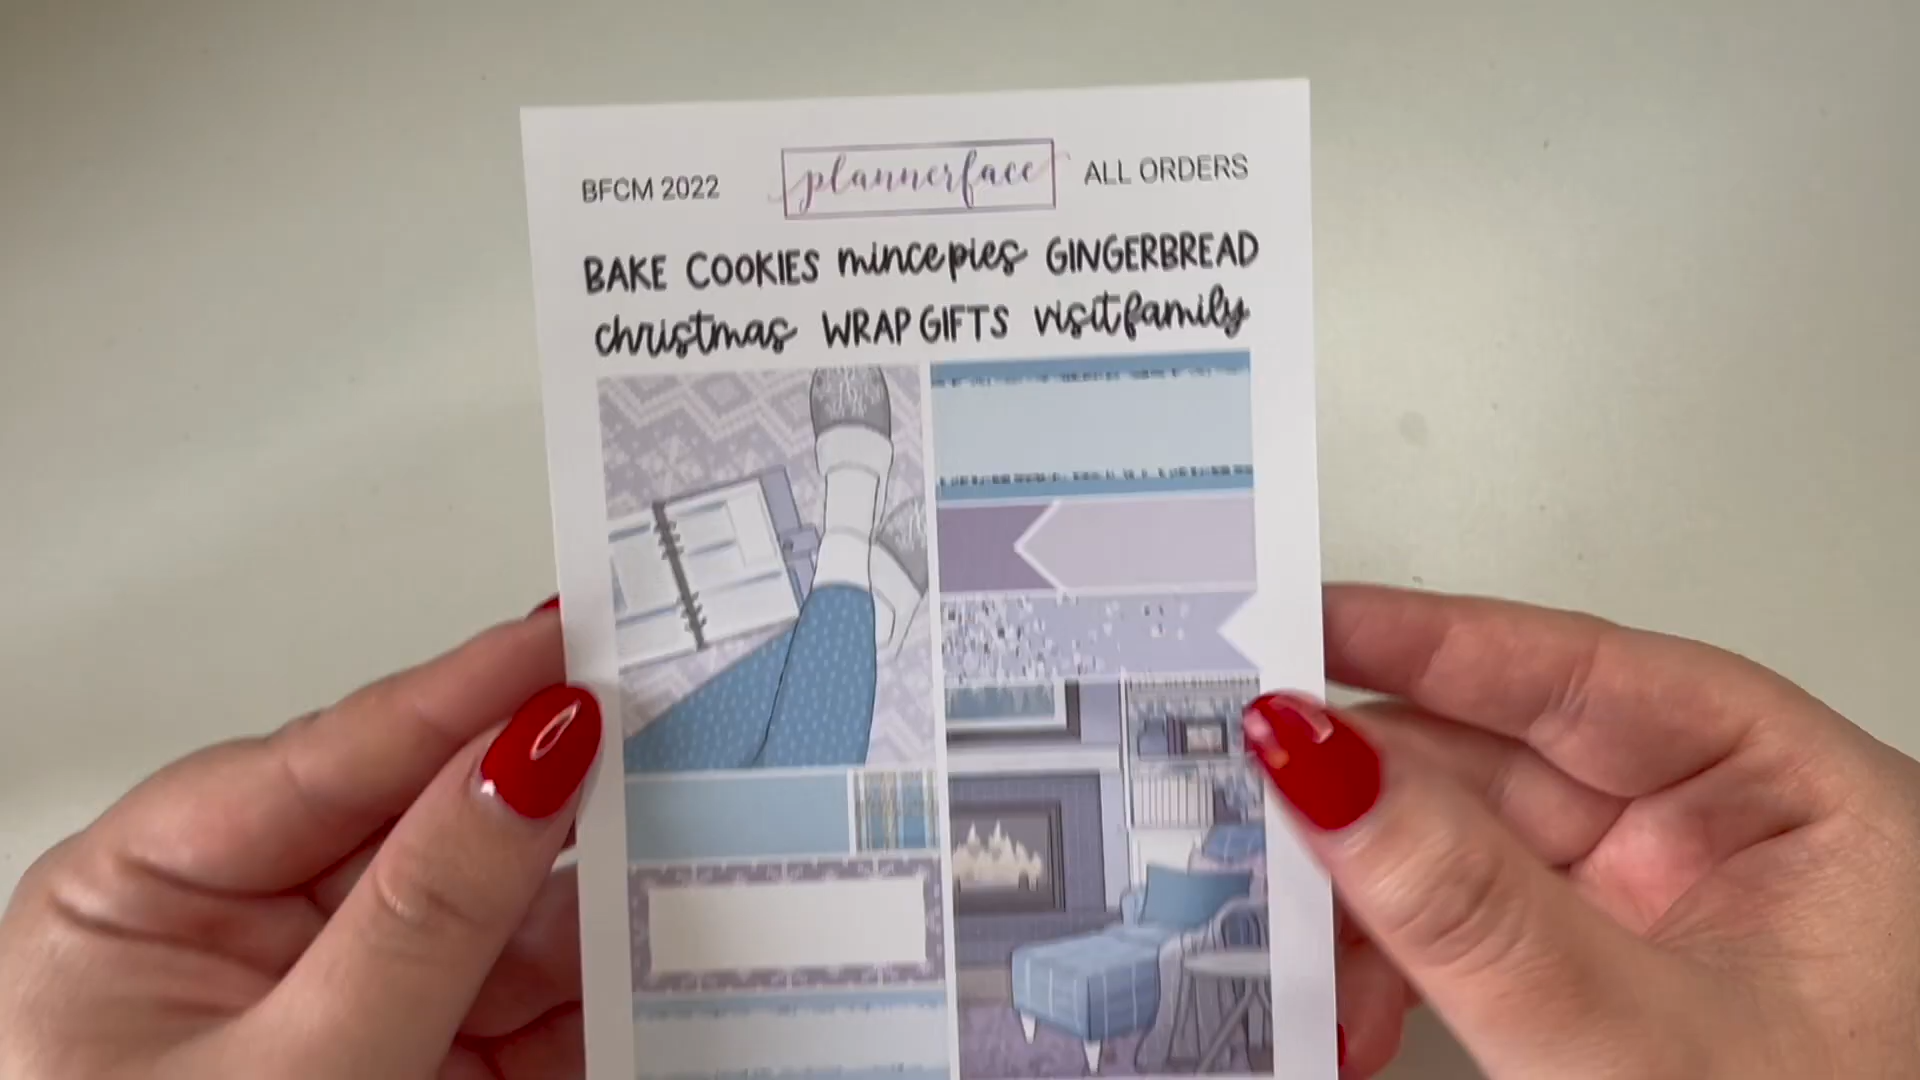 BFCM 2022 plannerface ALL ORDERS
BAKE COOKIES mince pies GINGERBREAD
christmas WRAP GIFTS visit family